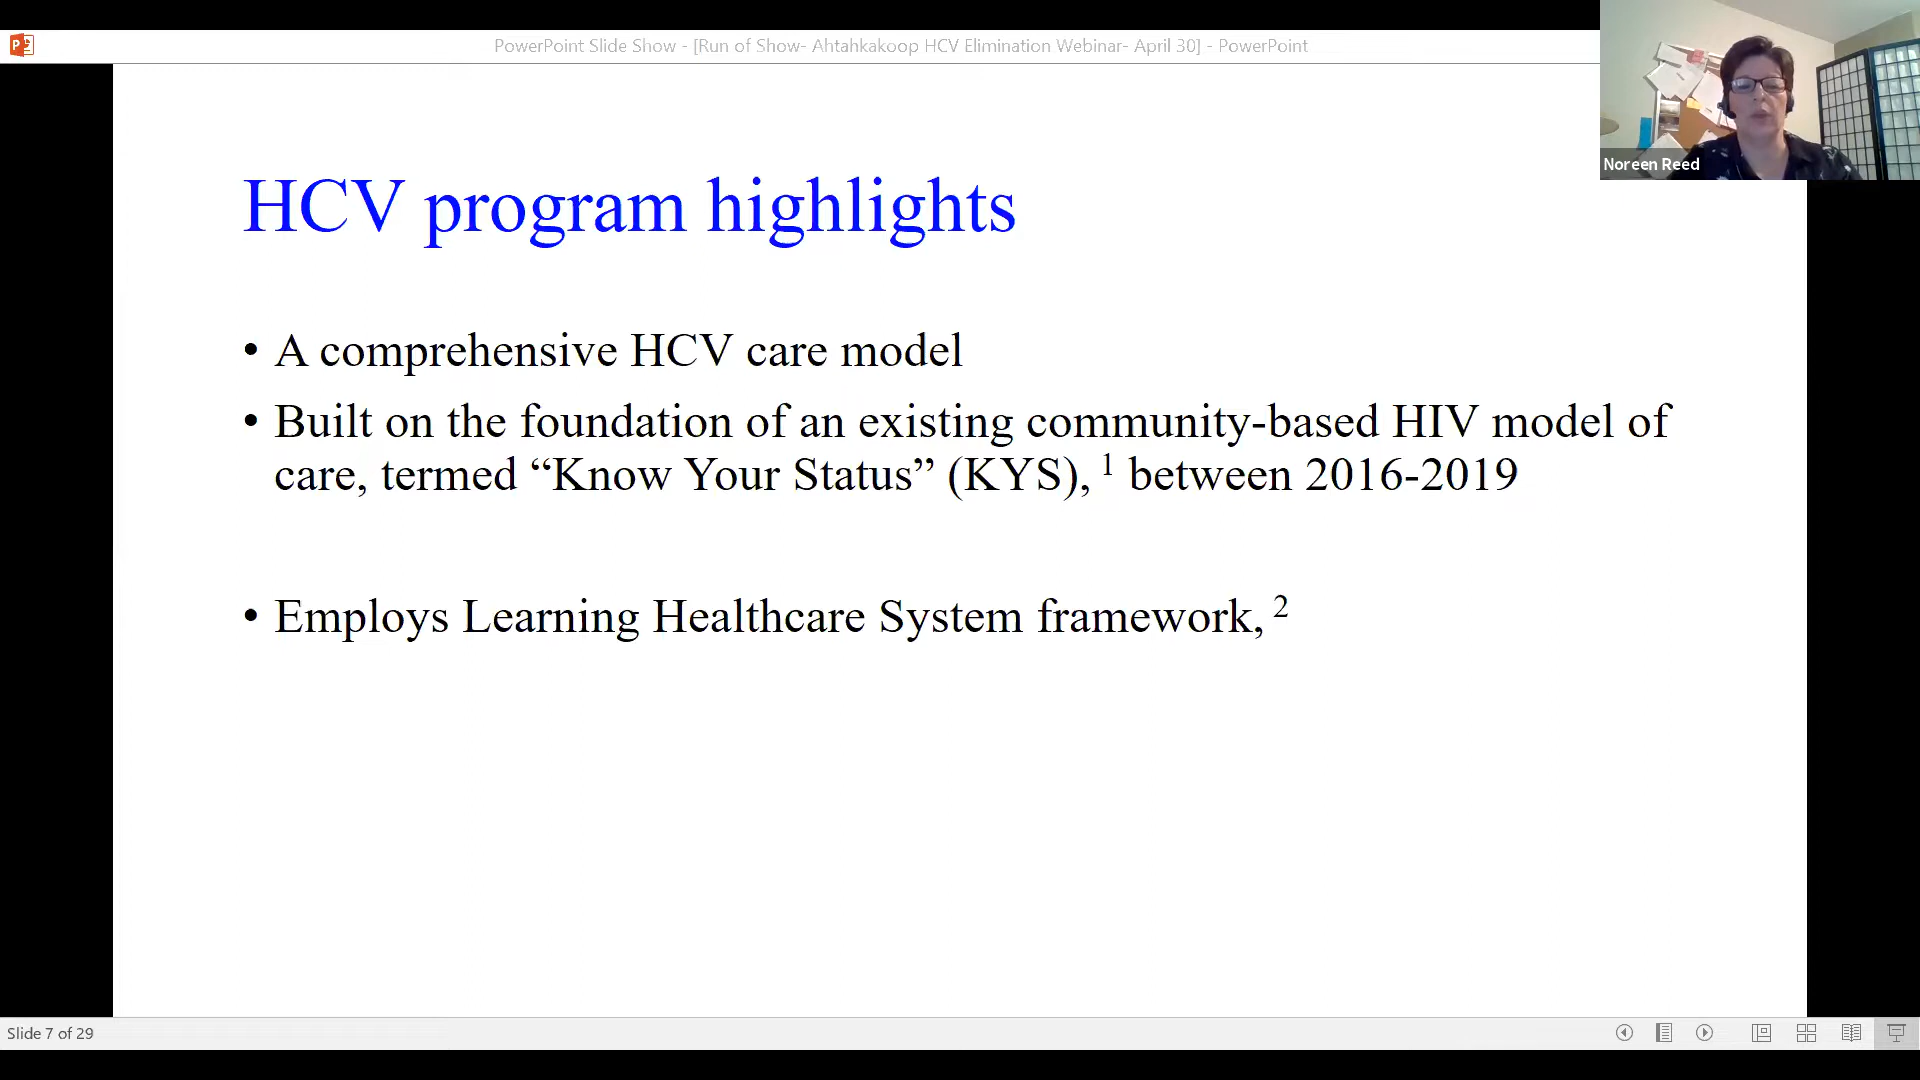 PowerPoint Slide Show - [Run of Show- Ahtahkakoop HCV Elimination Webinar- April 30] - PowerPoint
Noreen Reed
HCV program highlights
• A comprehensive HCV care model
• Built on the foundation of an existing community-based HIV model of
care, termed “Know Your Status” (KYS), 1 between 2016-2019
• Employs Learning Healthcare System framework, 2
Slide 7 of 29